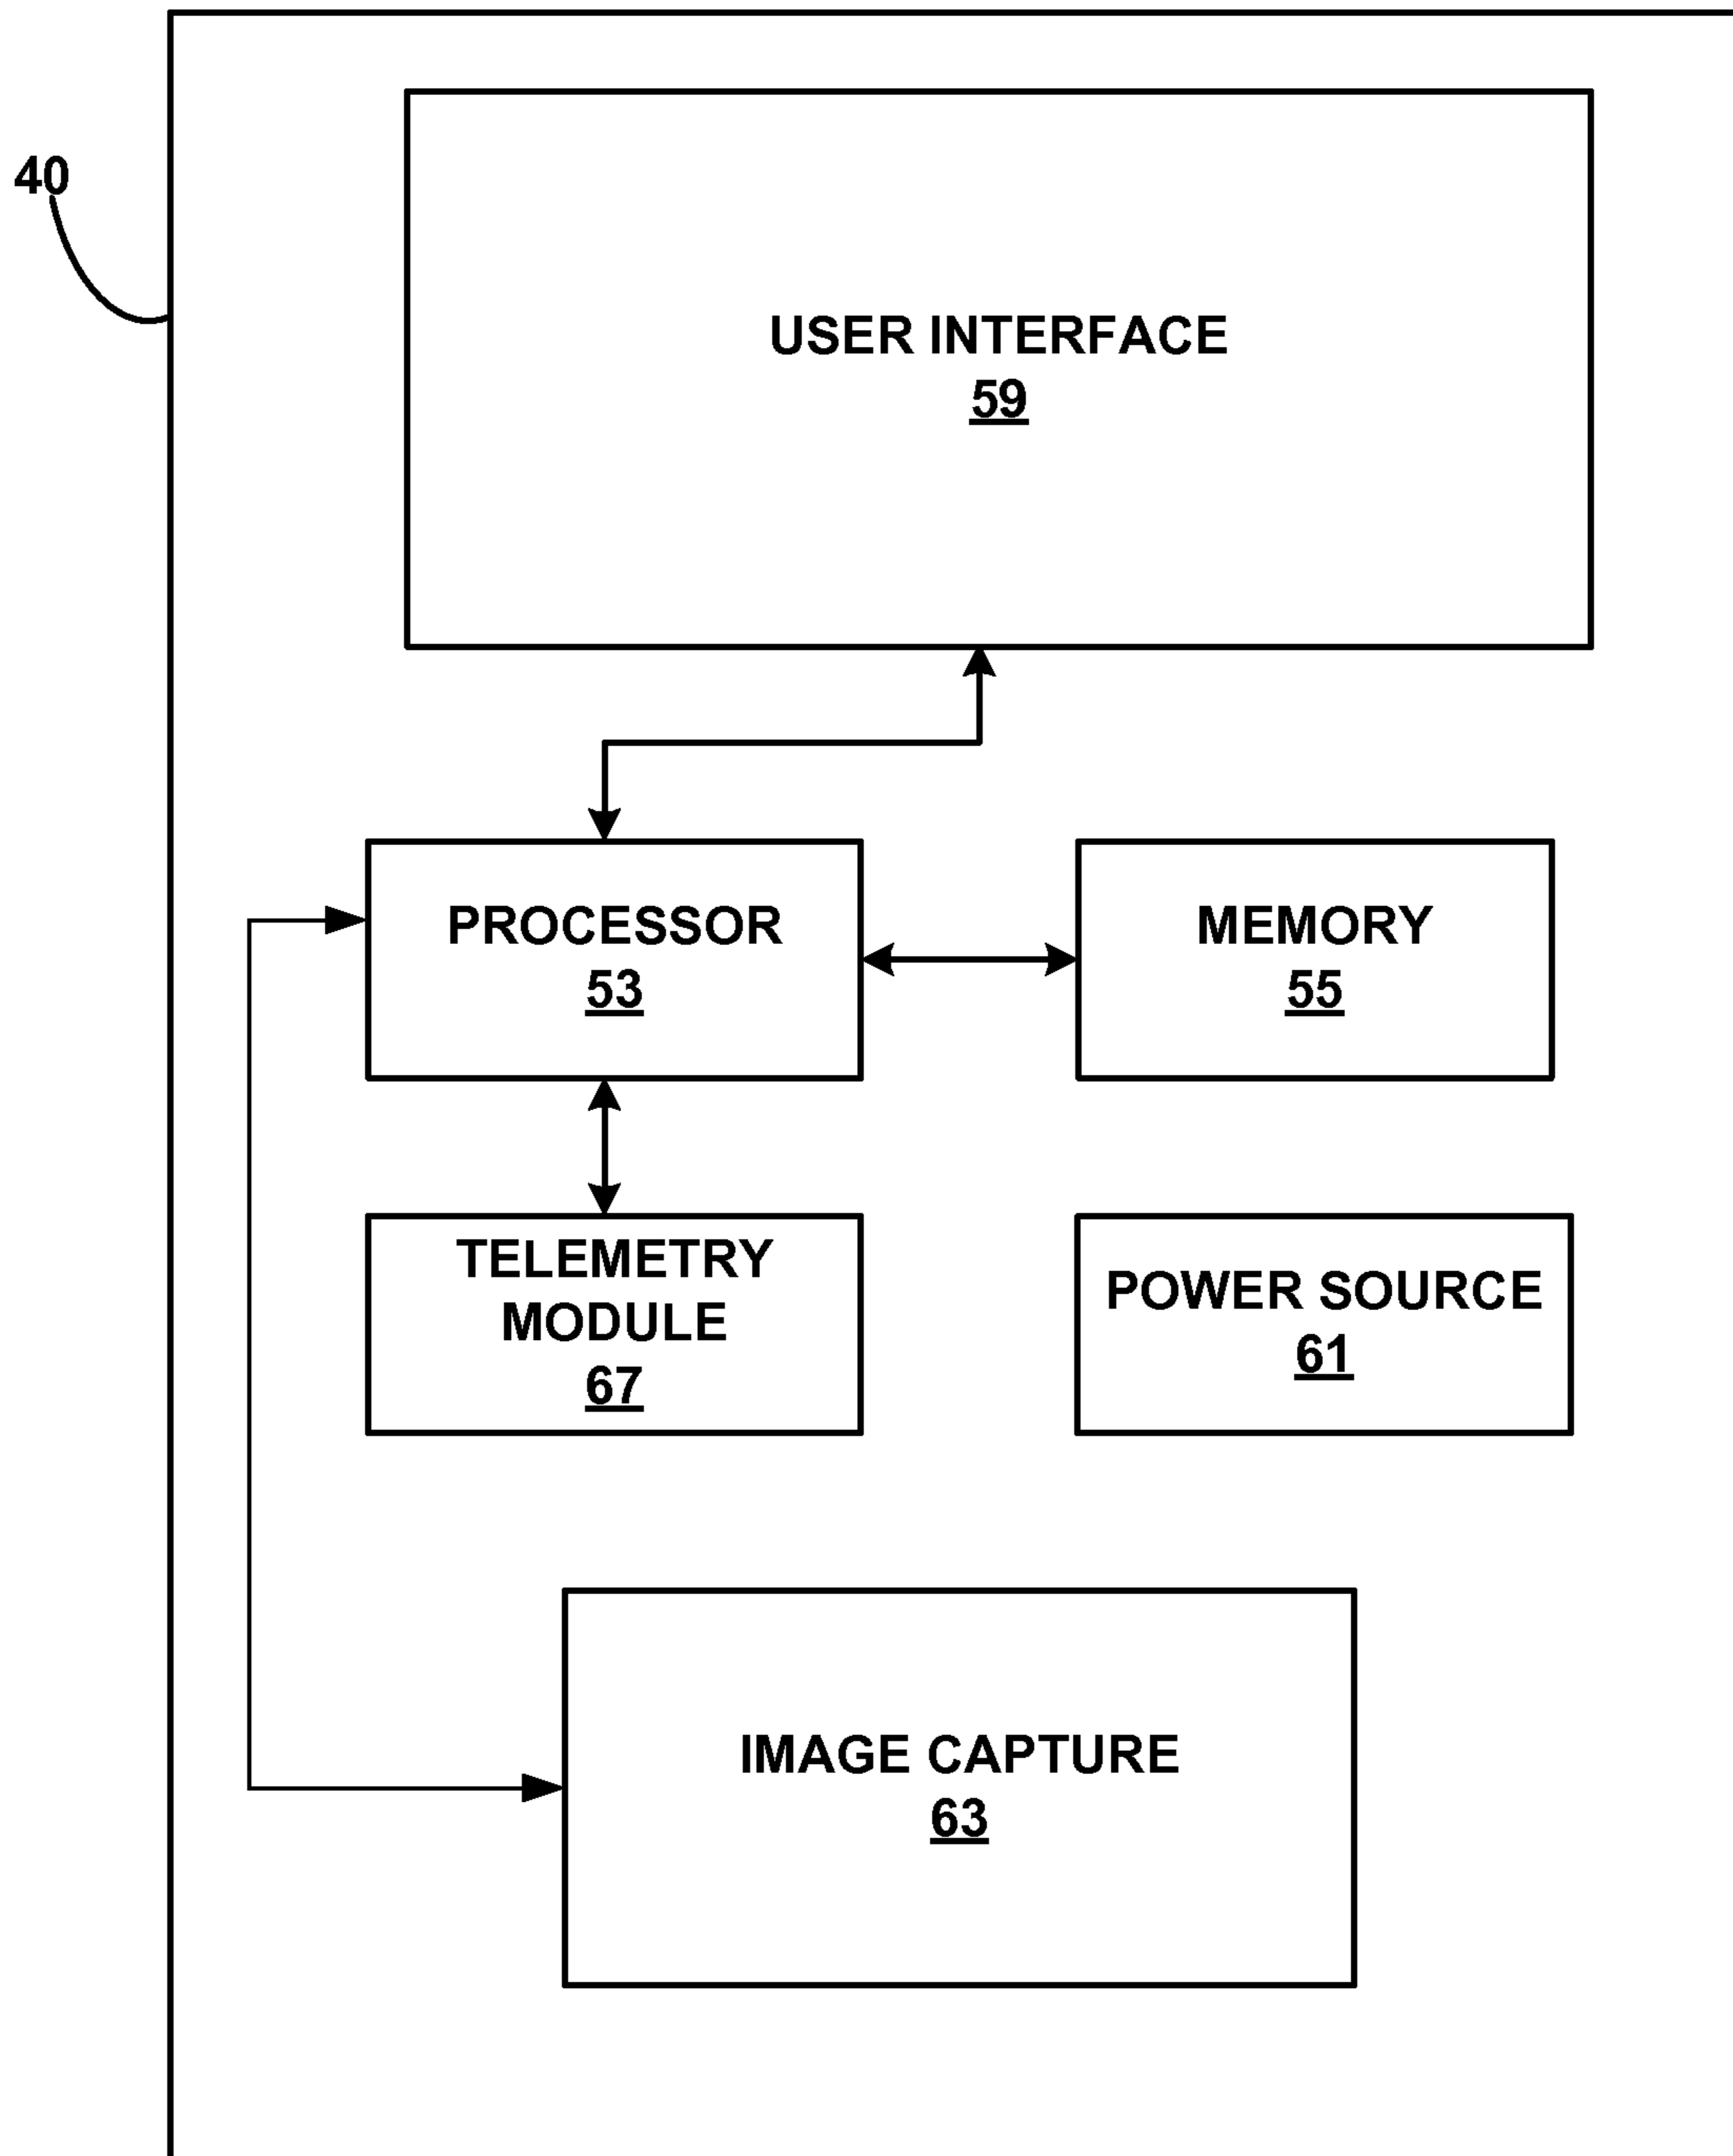 40
USER INTERFACE
59
PROCESSOR
53
MEMORY
55
TELEMETRY
MODULE
67
POWER SOURCE
61
IMAGE CAPTURE
63